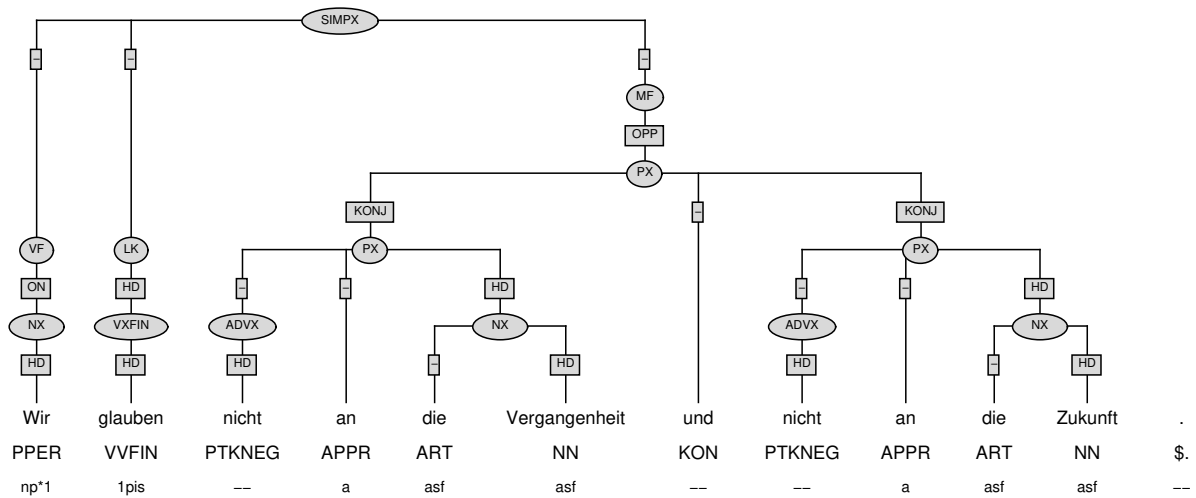 SIMPX
– – –
MF
OPP
PX
KONJ – KONJ
VF LK PX PX
ON HD – – HD – – HD
NX VXFIN ADVX NX ADVX NX
HD HD HD – HD HD – HD
Wir glauben nicht an die Vergangenheit und nicht an die Zukunft .
PPER VVFIN PTKNEG APPR ART NN KON PTKNEG APPR ART NN $.
np*1 1pis –– a asf asf –– –– a asf asf ––